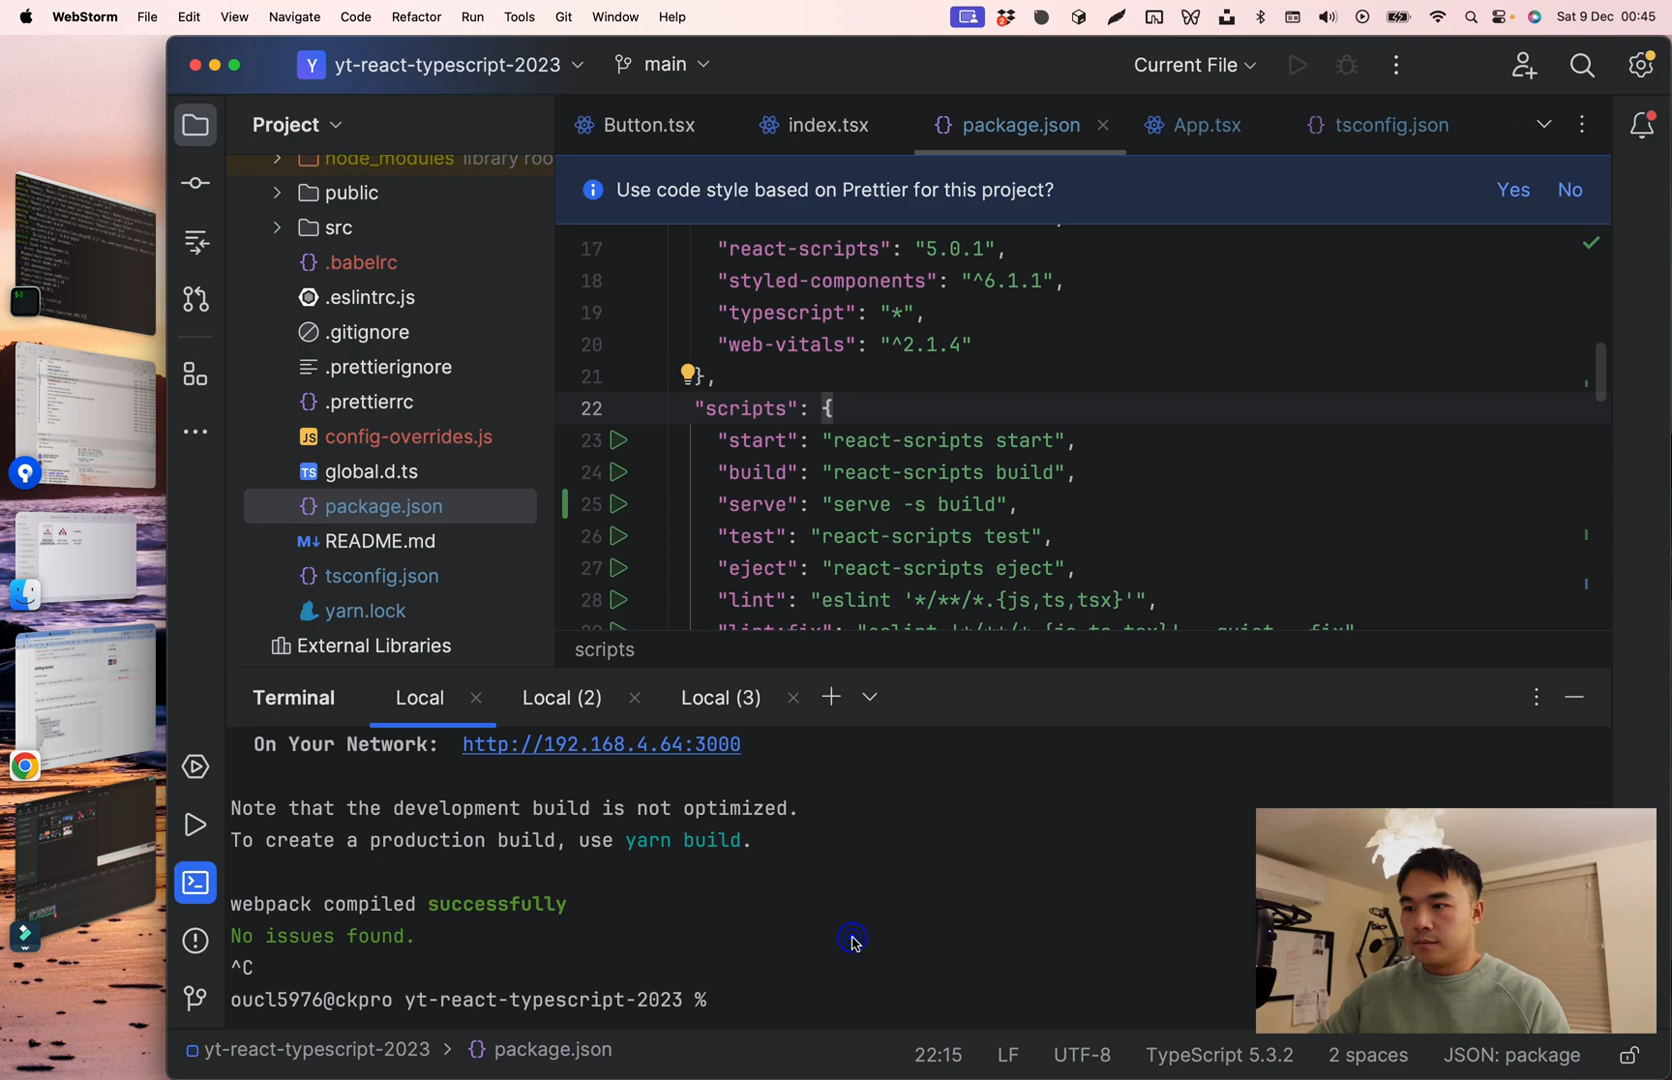 WebStorm File Edit View Navigate Code Refactor Run Tools Git Window Help 2 Sat 9 Dec 00:45
Y yt-react-typescript-2023 main Current File
Project Button.tsx index.tsx package.json App.tsx tsconfig.json
node_modules library roo
public
src
.babelrc
.eslintrc.js
.gitignore
.prettierignore
.prettierrc
JS config-overrides.js
TS global.d.ts
package.json
M↓ README.md
tsconfig.json
yarn.lock
External Libraries
Use code style based on Prettier for this project? Yes No
17 "react-scripts": "5.0.1",
18 "styled-components": "^6.1.1",
19 "typescript": "*",
20 "web-vitals": "^2.1.4"
21 },
22 "scripts": {
23 "start": "react-scripts start",
24 "build": "react-scripts build",
25 "serve": "serve -s build",
26 "test": "react-scripts test",
27 "eject": "react-scripts eject",
28 "lint": "eslint '*/**/*.{js,ts,tsx}'",
scripts
Terminal Local Local (2) Local (3)
On Your Network: http://192.168.4.64:3000
Note that the development build is not optimized.
To create a production build, use yarn build.
webpack compiled successfully
No issues found.
^C
oucl5976@ckpro yt-react-typescript-2023 %
yt-react-typescript-2023 > package.json 22:15 LF UTF-8 TypeScript 5.3.2 2 spaces JSON: package